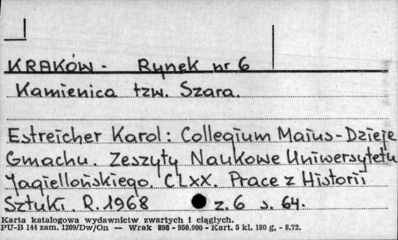 KRAKÓW - Rynek nr 6
Kamienica tzw. Szara.
Estreicher Karol: Collegium Maius - Dzieje
Gmachu. Zeszyty Naukowe Uniwersytetu
Jagiellońskiego. CLXX. Prace z Historii
Sztuki. R. 1968 z. 6 s. 64.
Karta katalogowa wydawnictw zwartych i ciągłych.
PU-B 144 zam. 1209/Dw/On — Wrak 898 - 950.000 - Kart. 5 kl. 180 g, - 8.72.